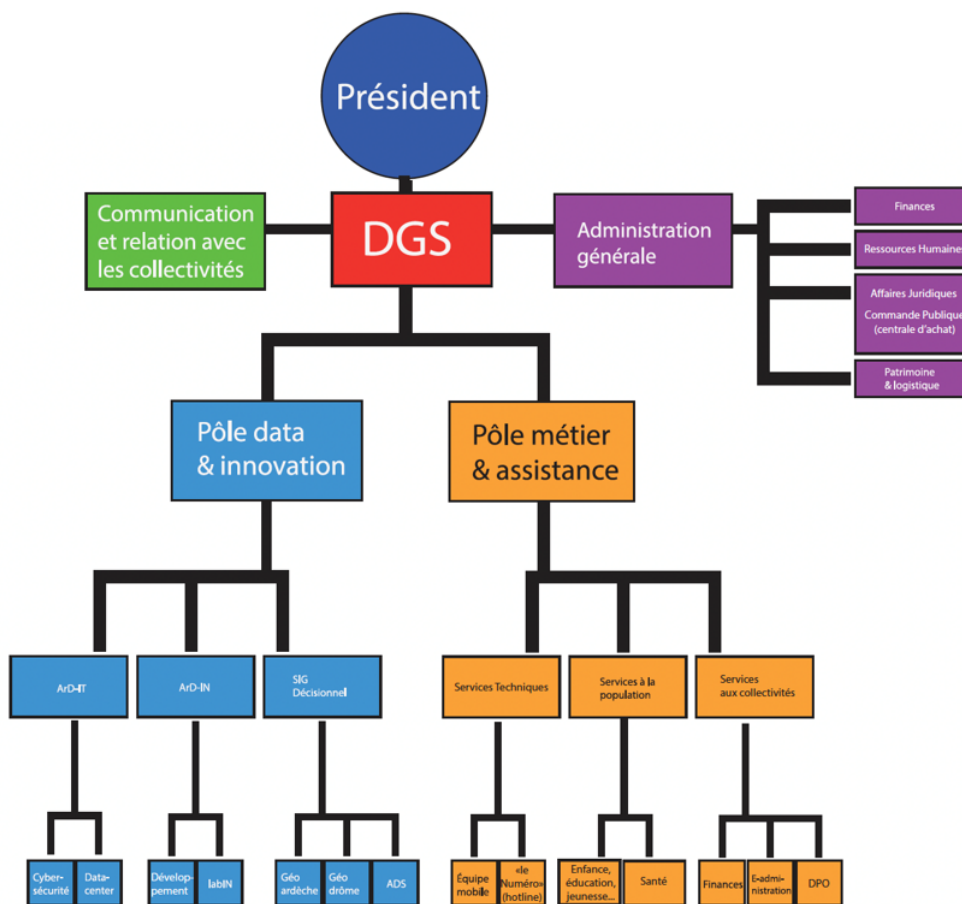 Président
Communication
et relation avec
les collectivités
DGS
Administration
générale
Finances
Ressources Humaines
Affaires Juridiques
Commande Publique
(centrale d'achat)
Patrimoine
& logistique
Pôle data
& innovation
Pôle métier
& assistance
ArD-IT
ArD-IN
SIG
Décisionnel
Services Techniques
Services à la
population
Services
aux collectivités
Cyber-
sécurité
Data-
center
Dévelop-
pement
labIN
Géo
ardèche
Géo
drôme
ADS
Équipe
mobile
«le
Numéro»
(hotline)
Enfance,
éducation,
jeunesse...
Santé
Finances
E-admi-
nistration
DPO